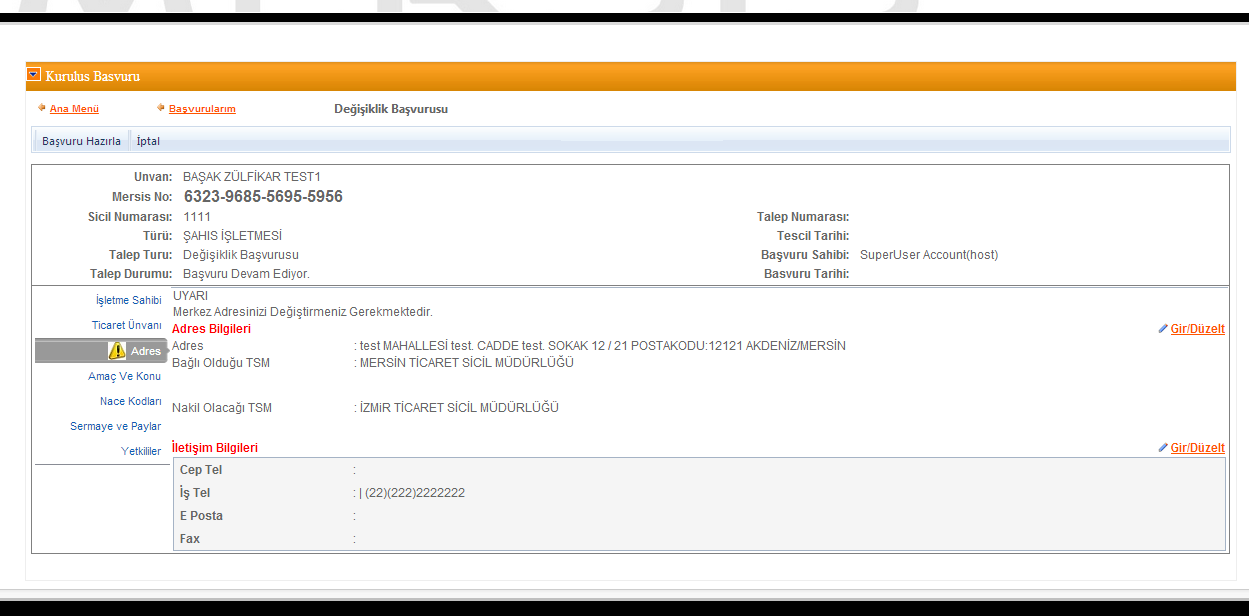 Kurulus Basvuru
Ana Menü Başvurularım Değişiklik Başvurusu
Başvuru Hazırla İptal
Unvan: BAŞAK ZÜLFİKAR TEST1
Mersis No: 6323-9685-5695-5956
Sicil Numarası: 1111 Talep Numarası:
Türü: ŞAHIS İŞLETMESİ Tescil Tarihi:
Talep Turu: Değişiklik Başvurusu Başvuru Sahibi: SuperUser Account(host)
Talep Durumu: Başvuru Devam Ediyor. Basvuru Tarihi:
İşletme Sahibi
Ticaret Ünvanı
Adres
Amaç Ve Konu
Nace Kodları
Sermaye ve Paylar
Yetkililer
UYARI
Merkez Adresinizi Değiştirmeniz Gerekmektedir.
Adres Bilgileri Gir/Düzelt
Adres : test MAHALLESİ test. CADDE test. SOKAK 12 / 21 POSTAKODU:12121 AKDENİZ/MERSİN
Bağlı Olduğu TSM : MERSİN TİCARET SİCİL MÜDÜRLÜĞÜ
Nakil Olacağı TSM : İZMiR TİCARET SİCİL MÜDÜRLÜĞÜ
İletişim Bilgileri Gir/Düzelt
Cep Tel :
İş Tel : | (22)(222)2222222
E Posta :
Fax :